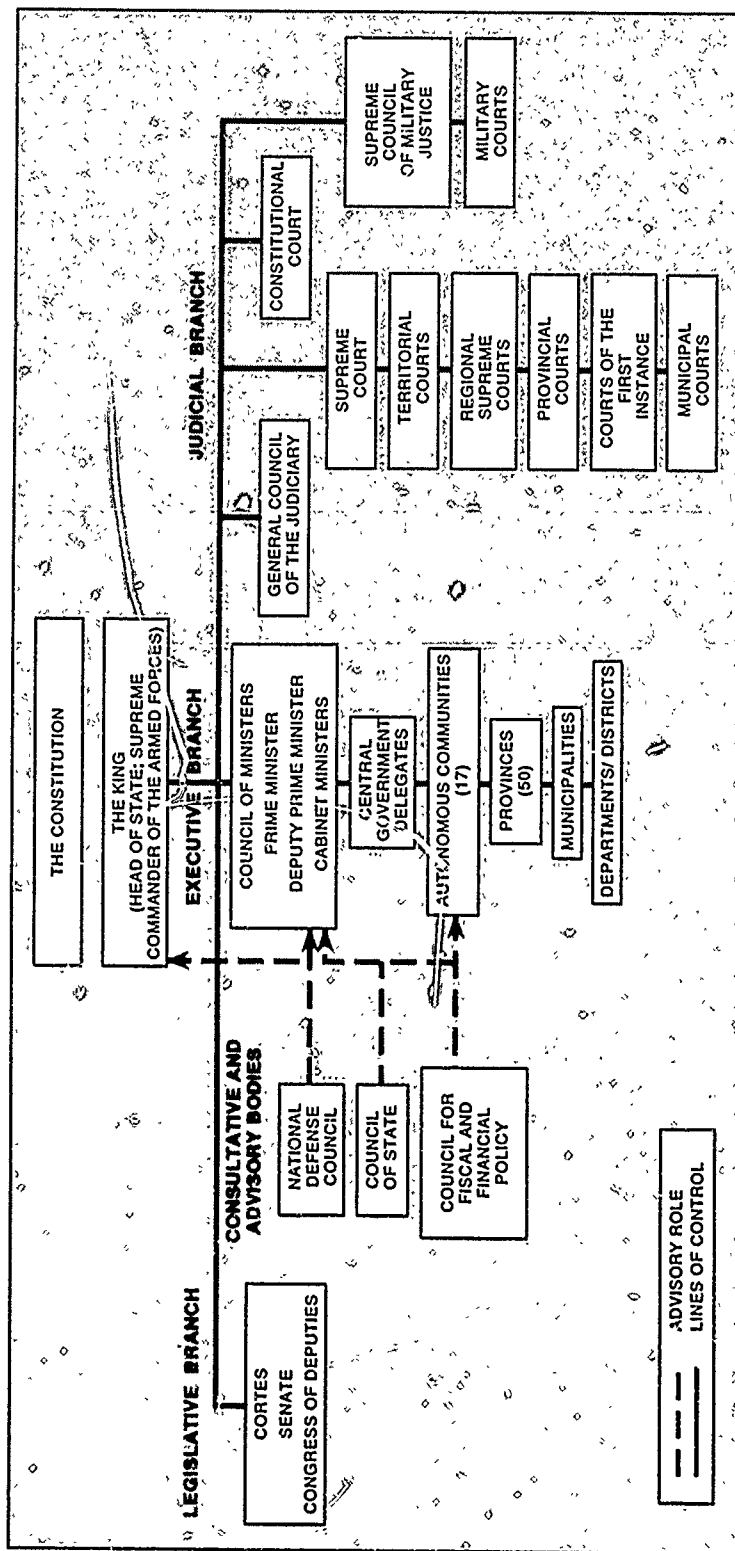 THE CONSTITUTION
THE KING
(HEAD OF STATE; SUPREME
COMMANDER OF THE ARMED FORCES)
LEGISLATIVE BRANCH
CORTES
SENATE
CONGRESS OF DEPUTIES
CONSULTATIVE AND
ADVISORY BODIES
NATIONAL
DEFENSE
COUNCIL
COUNCIL
OF STATE
COUNCIL FOR
FISCAL AND
FINANCIAL
POLICY
EXECUTIVE BRANCH
COUNCIL OF MINISTERS
PRIME MINISTER
DEPUTY PRIME MINISTER
CABINET MINISTERS
CENTRAL
GOVERNMENT
DELEGATES
AUTONOMOUS COMMUNITIES
(17)
PROVINCES
(50)
MUNICIPALITIES
DEPARTMENTS/ DISTRICTS
JUDICIAL BRANCH
GENERAL COUNCIL
OF THE JUDICIARY
SUPREME
COURT
TERRITORIAL
COURTS
REGIONAL
SUPREME
COURTS
PROVINCIAL
COURTS
COURTS OF THE
FIRST
INSTANCE
MUNICIPAL
COURTS
CONSTITUTIONAL
COURT
SUPREME
COUNCIL
OF MILITARY
JUSTICE
MILITARY
COURTS
ADVISORY ROLE
LINES OF CONTROL